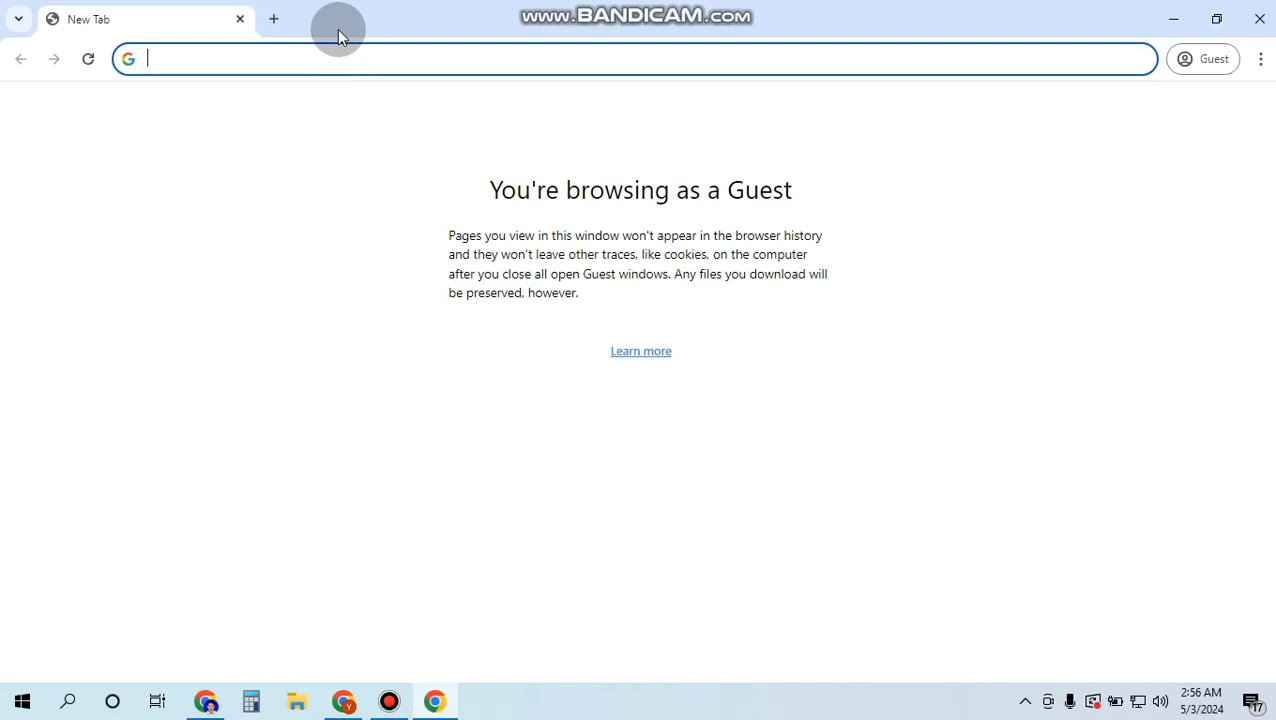 New Tab
www.BANDICAM.com
Guest
You're browsing as a Guest
Pages you view in this window won't appear in the browser history
and they won't leave other traces, like cookies, on the computer
after you close all open Guest windows. Any files you download will
be preserved, however.
Learn more
Y
2:56 AM
5/3/2024
17